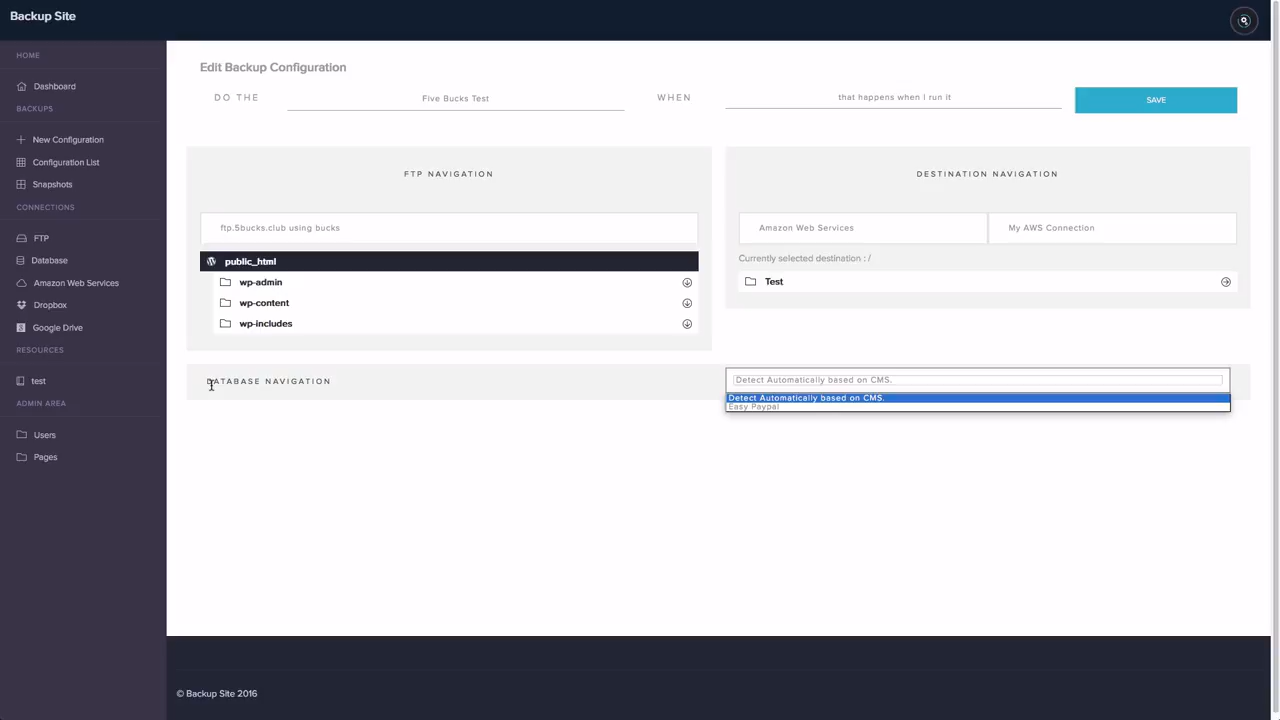 Backup Site
HOME
Dashboard
BACKUPS
New Configuration
Configuration List
Snapshots
CONNECTIONS
FTP
Database
Amazon Web Services
Dropbox
Google Drive
RESOURCES
test
ADMIN AREA
Users
Pages
Edit Backup Configuration
DO THE Five Bucks Test WHEN that happens when I run it SAVE
FTP NAVIGATION
ftp.5bucks.club using bucks
public_html
wp-admin
wp-content
wp-includes
DESTINATION NAVIGATION
Amazon Web Services My AWS Connection
Currently selected destination : /
Test
DATABASE NAVIGATION
Detect Automatically based on CMS.
Detect Automatically based on CMS.
Easy Paypal
© Backup Site 2016